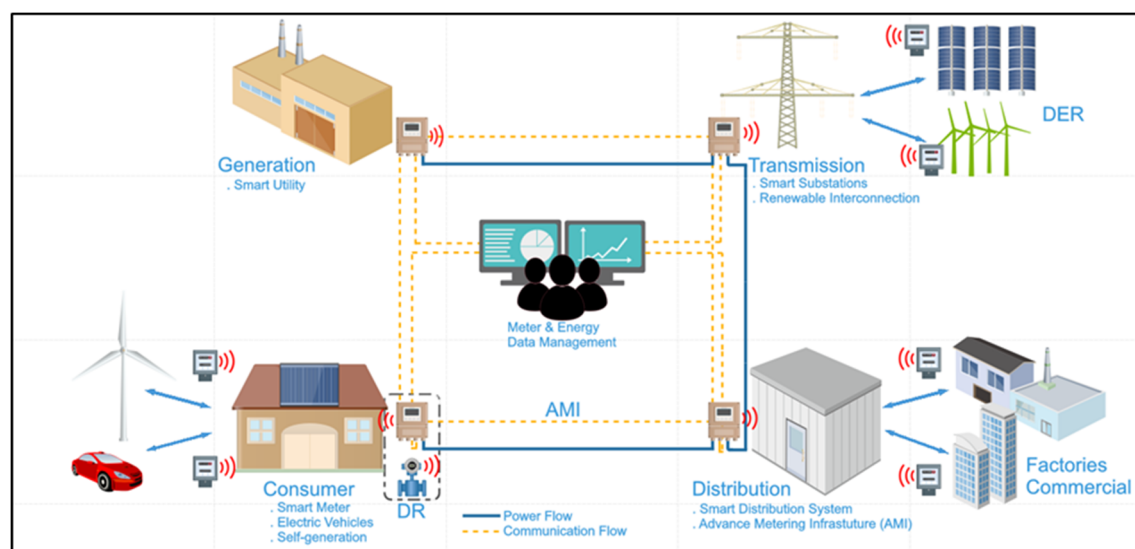 Generation
. Smart Utility
Transmission
. Smart Substations
. Renewable Interconnection
DER
Meter & Energy
Data Management
AMI
Consumer
. Smart Meter
. Electric Vehicles
. Self-generation
DR
Power Flow
Communication Flow
Distribution
. Smart Distribution System
. Advance Metering Infrastuture (AMI)
Factories
Commercial